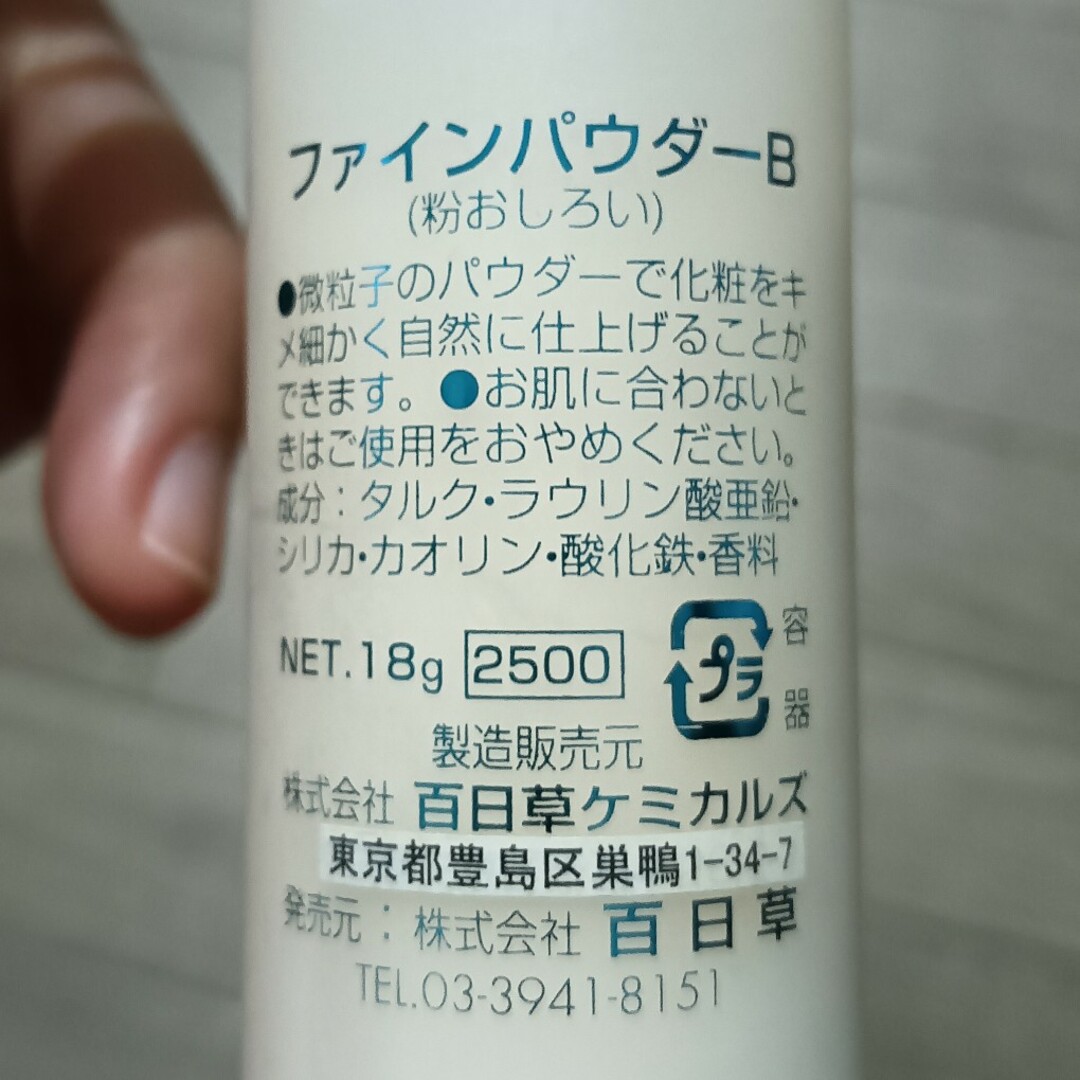 ファインパウダーB
(粉おしろい)
●微粒子のパウダーで化粧をキ
メ細かく自然に仕上げることが
できます。●お肌に合わないと
きはご使用をおやめください。
成分：タルク・ラウリン酸亜鉛・
シリカ・カオリン・酸化鉄・香料
NET.18g 2500
プラ
容
器
製造販売元
株式会社 百日草ケミカルズ
東京都豊島区巣鴨1-34-7
発売元：株式会社 百日草
TEL.03-3941-8151